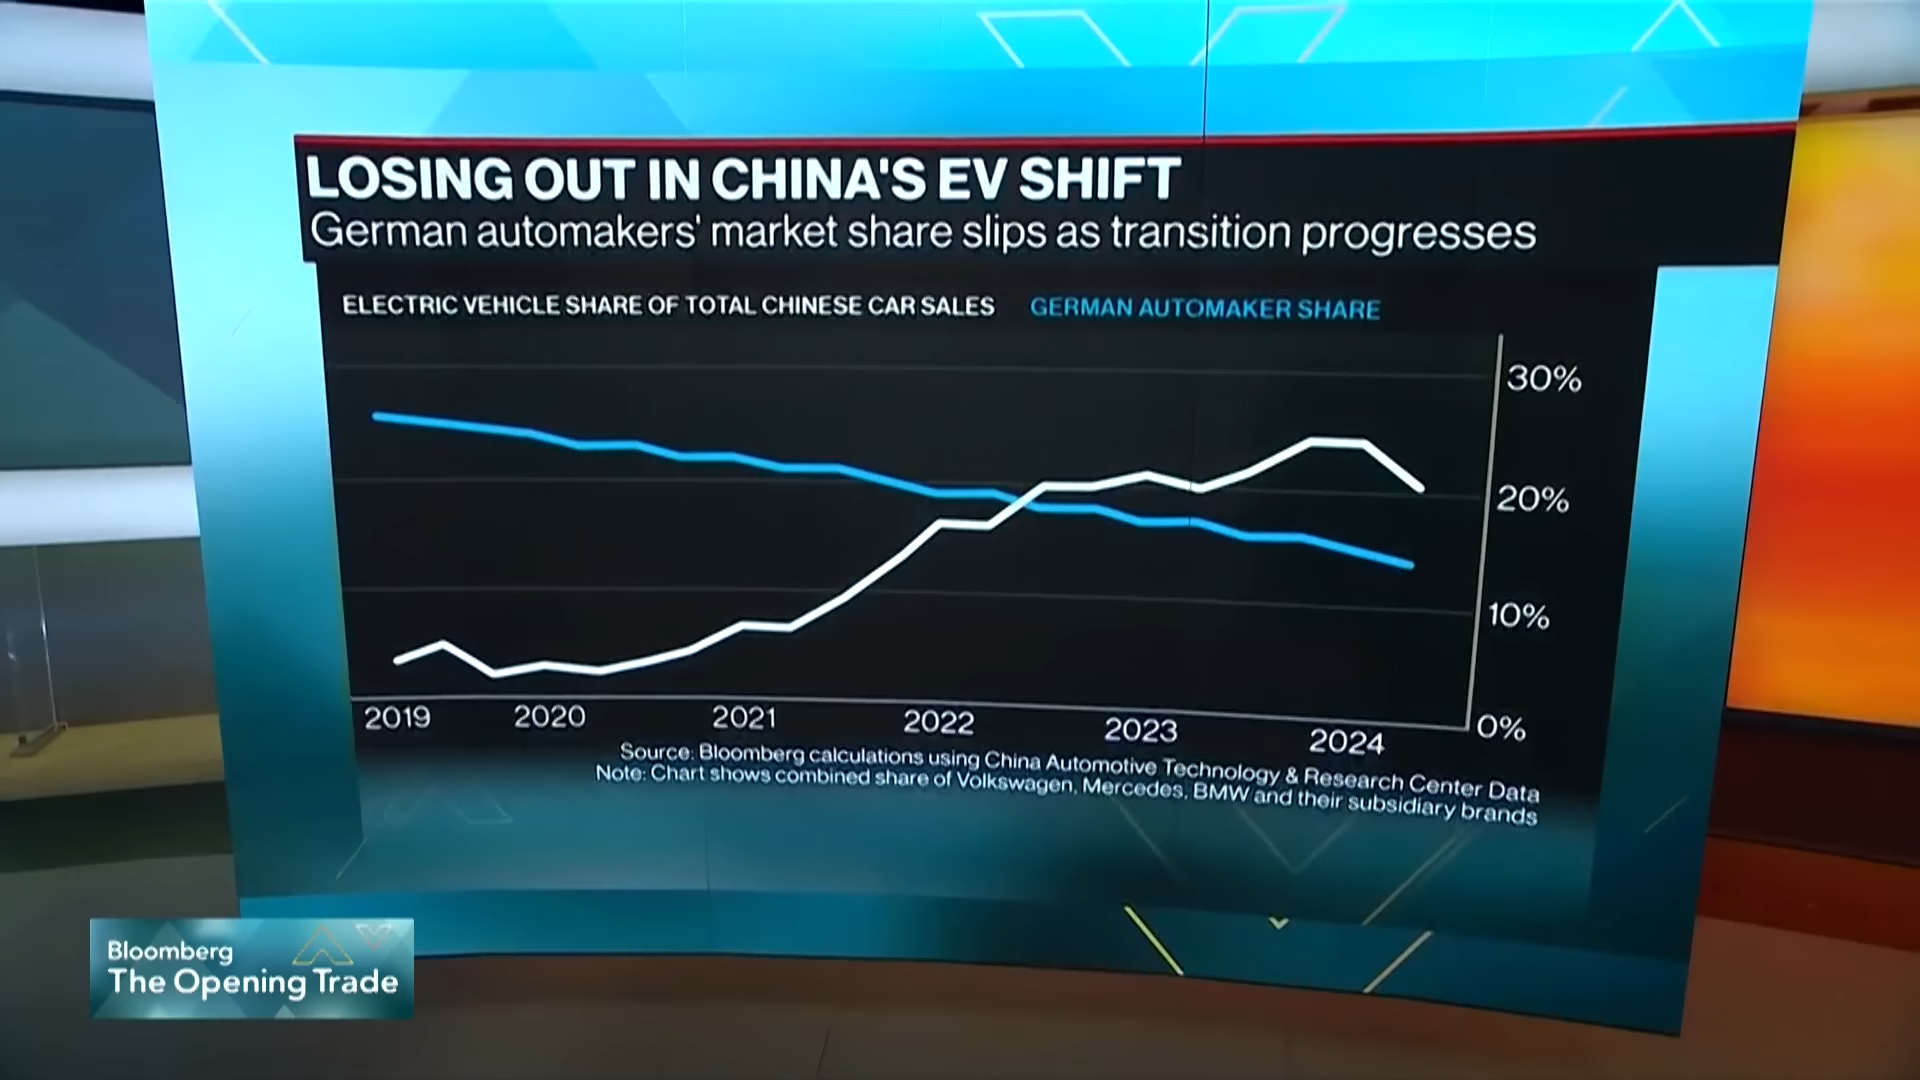 LOSING OUT IN CHINA'S EV SHIFT
German automakers' market share slips as transition progresses
ELECTRIC VEHICLE SHARE OF TOTAL CHINESE CAR SALES GERMAN AUTOMAKER SHARE
30%
20%
10%
0%
2019 2020 2021 2022 2023 2024
Source: Bloomberg calculations using China Automotive Technology & Research Center Data
Note: Chart shows combined share of Volkswagen, Mercedes, BMW and their subsidiary brands
Bloomberg
The Opening Trade